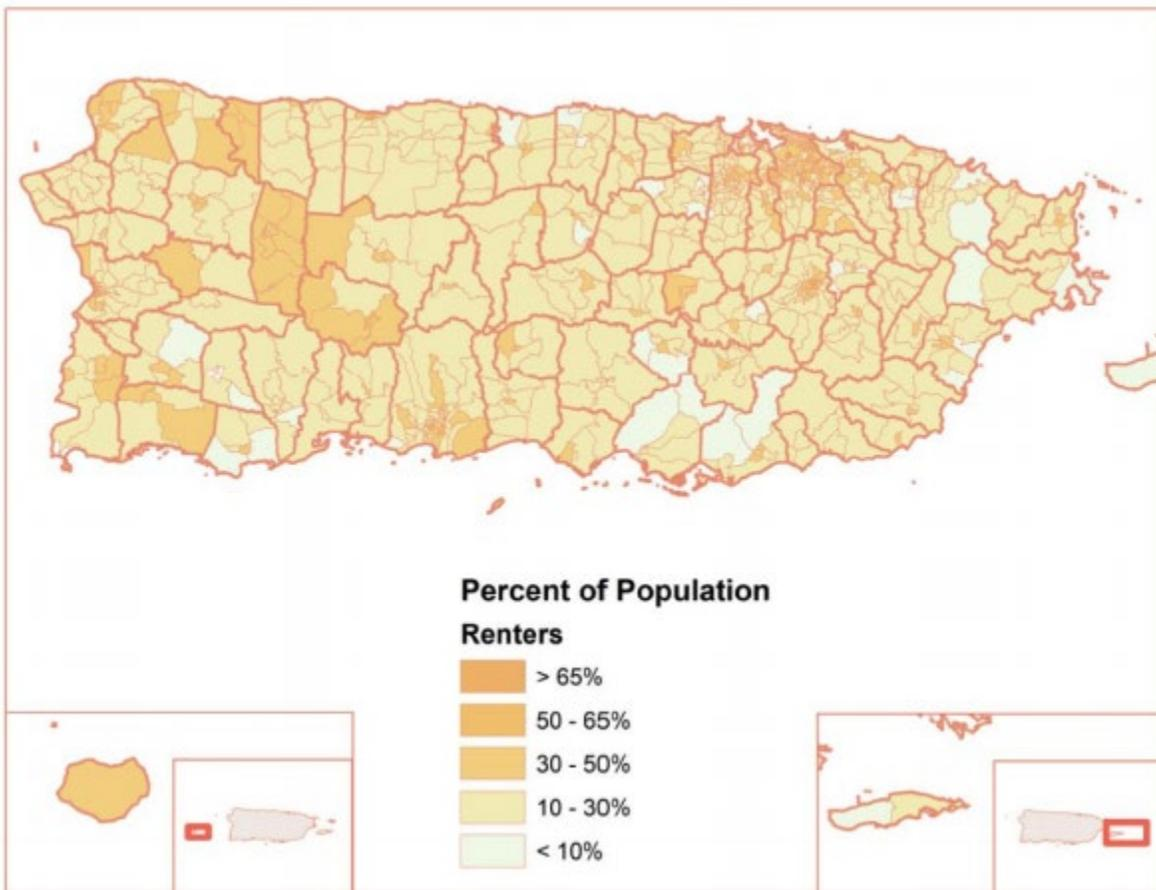 Percent of Population
Renters
> 65%
50 - 65%
30 - 50%
10 - 30%
< 10%